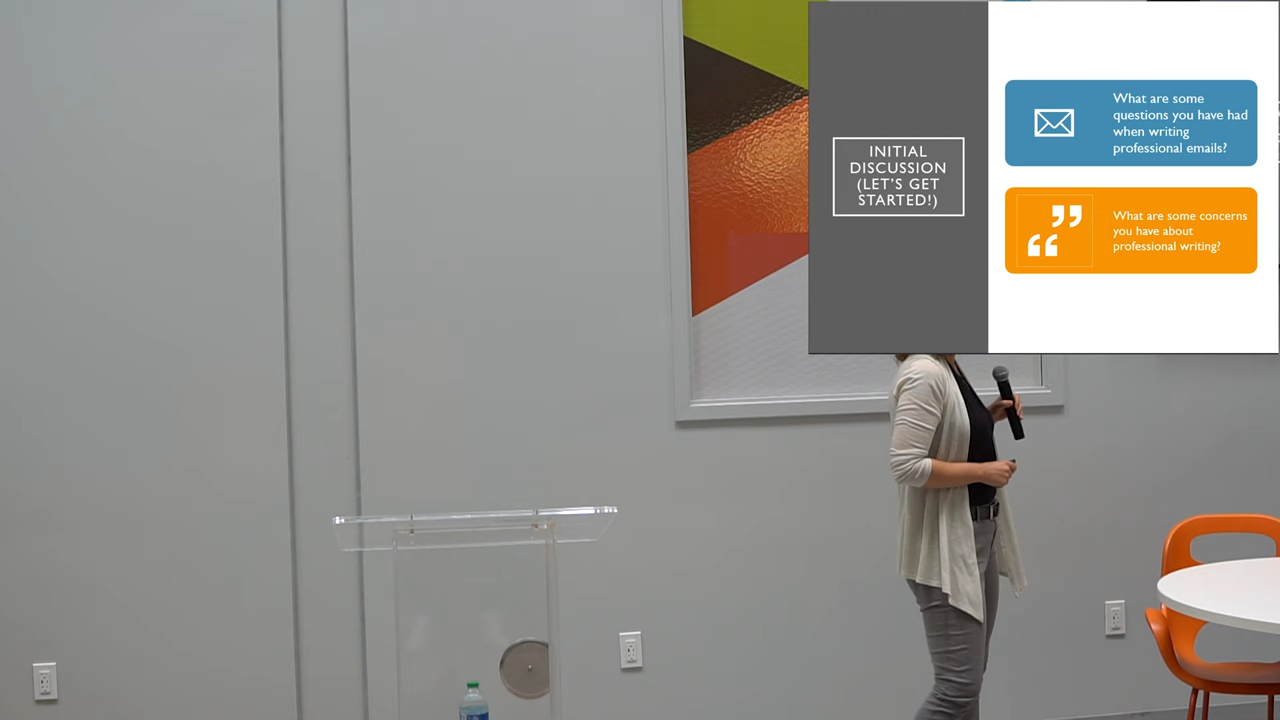 INITIAL
DISCUSSION
(LET'S GET
STARTED!)
What are some
questions you have had
when writing
professional emails?
What are some concerns
you have about
professional writing?